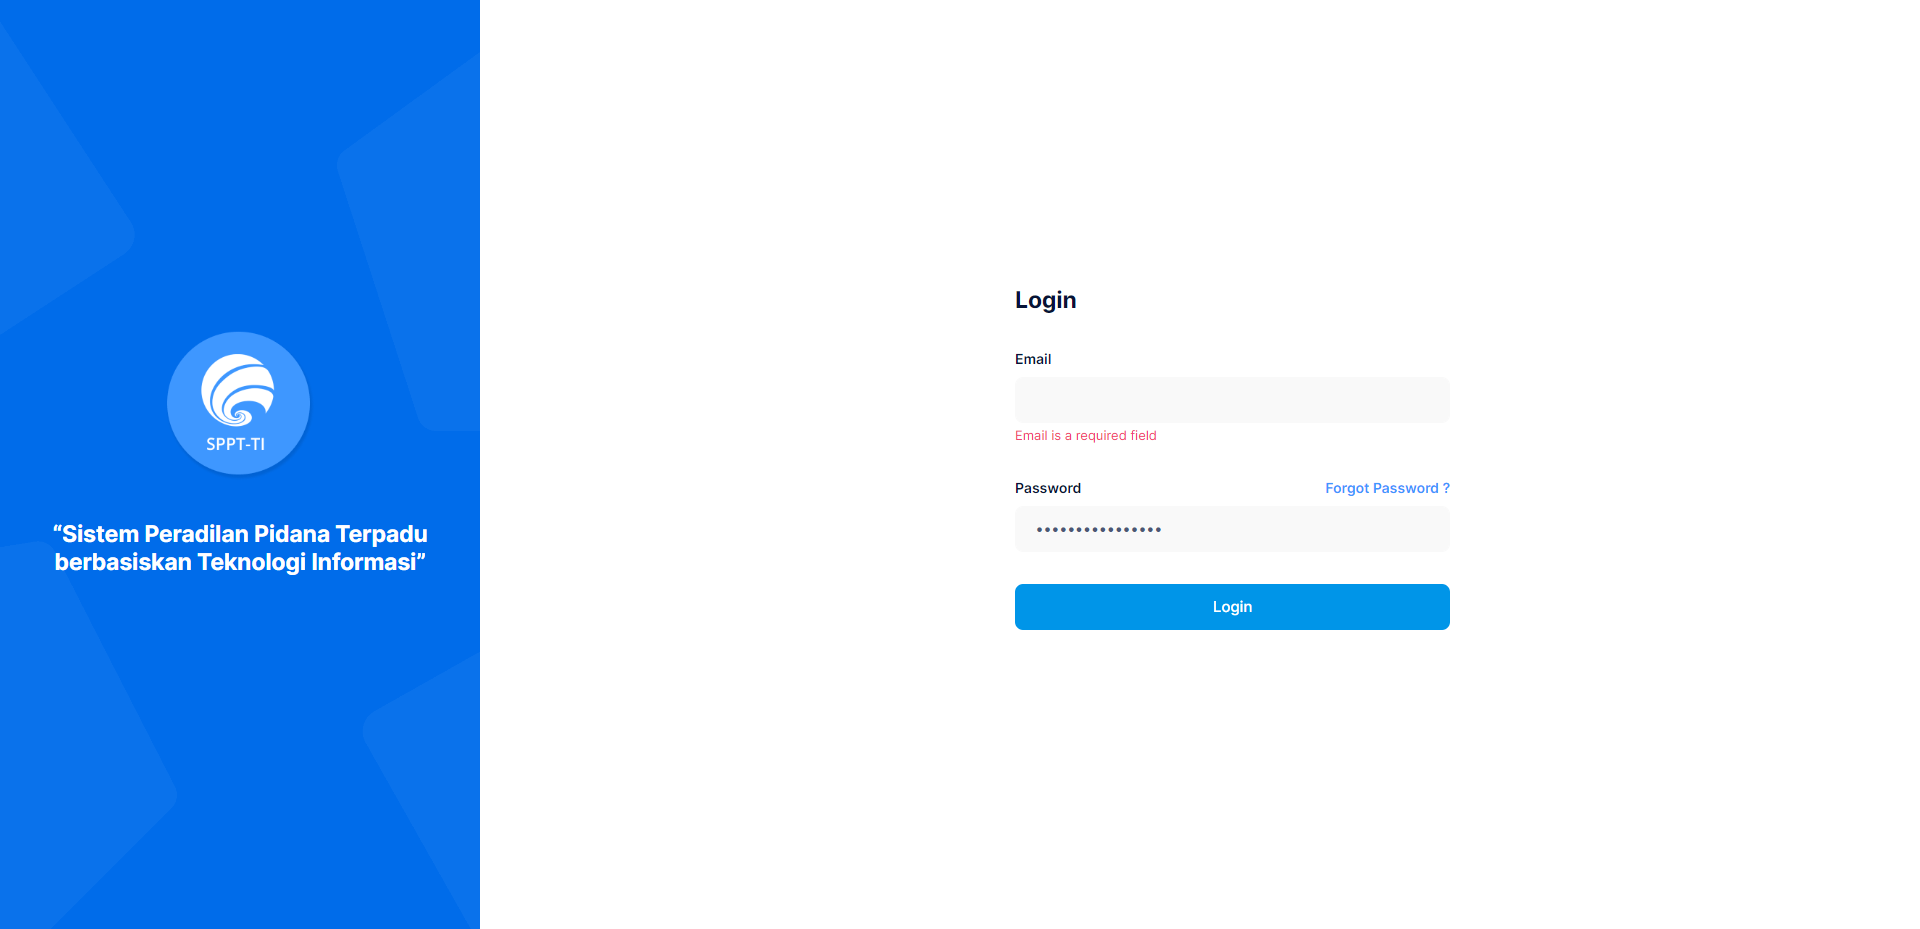 SPPT-TI
“Sistem Peradilan Pidana Terpadu
berbasiskan Teknologi Informasi”
Login
Email
Email is a required field
Password
Forgot Password ?
••••••••••••••••
Login